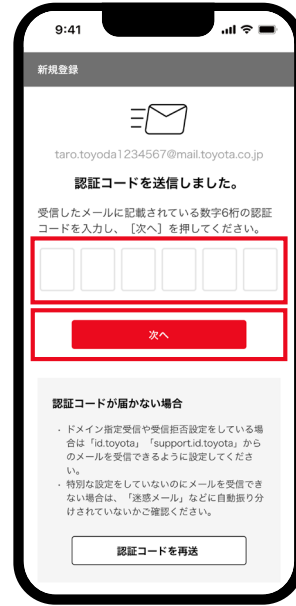 9:41
新規登録
taro.toyoda1234567@mail.toyota.co.jp
認証コードを送信しました。
受信したメールに記載されている数字6桁の認証
コードを入力し、［次へ］を押してください。
次へ
認証コードが届かない場合
・ドメイン指定受信や受信拒否設定をしている場
合は「id.toyota」「support.id.toyota」から
のメールを受信できるように設定してくださ
い。
・特別な設定をしていないのにメールを受信でき
ない場合は、「迷惑メール」などに自動振り分
けされていないかご確認ください。
認証コードを再送